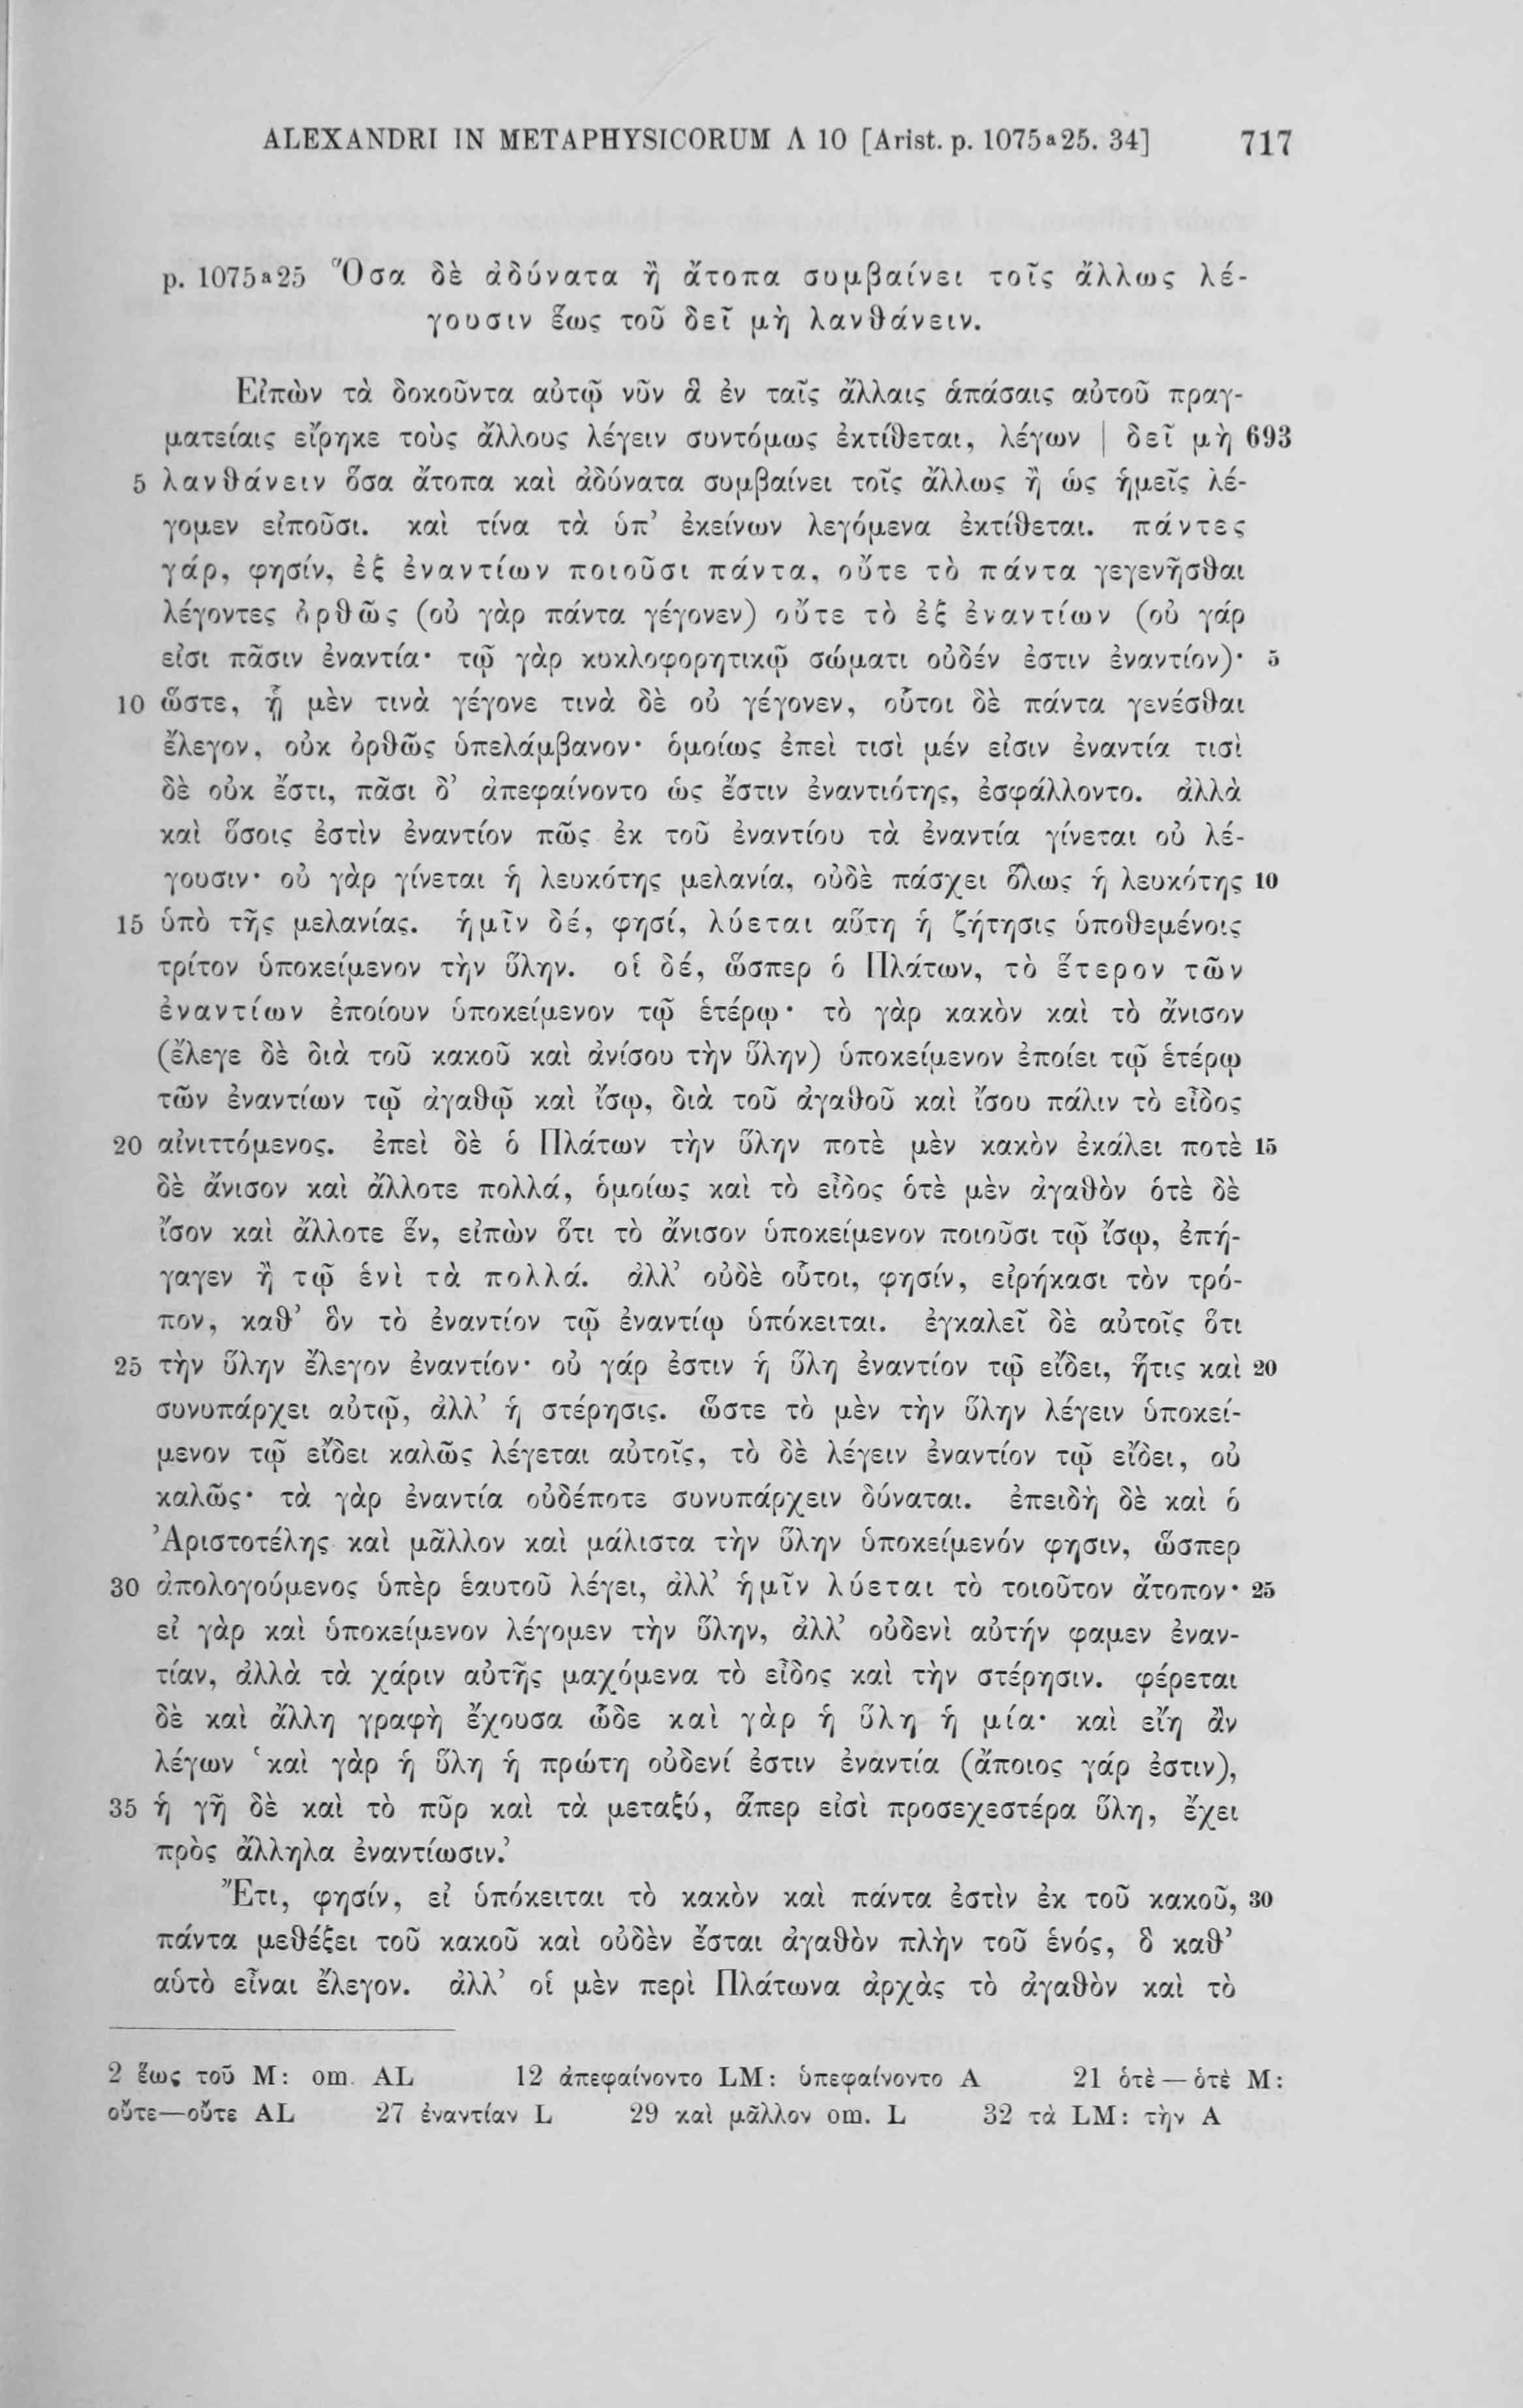 ALEXANDRI IN METAPHYSICORUM Λ 10 [Arist. p. 1075a25. 34] 717
p. 1075a25 Ὅσα δὲ ἀδύνατα ἢ ἄτοπα συμβαίνει τοῖς ἄλλως λέ-
γουσιν ἕως τοῦ δεῖ μὴ λανθάνειν.
Εἰπὼν τὰ δοκοῦντα αὐτῷ νῦν ἃ ἐν ταῖς ἄλλαις ἁπάσαις αὐτοῦ πραγ-
ματείαις εἴρηκε τοὺς ἄλλους λέγειν συντόμως ἐκτίθεται, λέγων | δεῖ μὴ 693
5 λανθάνειν ὅσα ἄτοπα καὶ ἀδύνατα συμβαίνει τοῖς ἄλλως ἢ ὡς ἡμεῖς λέ-
γομεν εἰποῦσι. καὶ τίνα τὰ ὑπ’ ἐκείνων λεγόμενα ἐκτίθεται. πάντες
γάρ, φησίν, ἐξ ἐναντίων ποιοῦσι πάντα, οὔτε τὸ πάντα γεγενῆσθαι
λέγοντες ὀρθῶς (οὐ γὰρ πάντα γέγονεν) οὔτε τὸ ἐξ ἐναντίων (οὐ γάρ
εἰσι πᾶσιν ἐναντία· τῷ γὰρ κυκλοφορητικῷ σώματι οὐδέν ἐστιν ἐναντίον)· 5
10 ὥστε, ᾗ μὲν τινὰ γέγονε τινὰ δὲ οὐ γέγονεν, οὗτοι δὲ πάντα γενέσθαι
ἔλεγον, οὐκ ὀρθῶς ὑπελάμβανον· ὁμοίως ἐπεὶ τισὶ μέν εἰσιν ἐναντία τισὶ
δὲ οὐκ ἔστι, πᾶσι δ’ ἀπεφαίνοντο ὡς ἔστιν ἐναντιότης, ἐσφάλλοντο. ἀλλὰ
καὶ ὅσοις ἐστὶν ἐναντίον πῶς ἐκ τοῦ ἐναντίου τὰ ἐναντία γίνεται οὐ λέ-
γουσιν· οὐ γὰρ γίνεται ἡ λευκότης μελανία, οὐδὲ πάσχει ὅλως ἡ λευκότης 10
15 ὑπὸ τῆς μελανίας. ἡμῖν δέ, φησί, λύεται αὕτη ἡ ζήτησις ὑποθεμένοις
τρίτον ὑποκείμενον τὴν ὕλην. οἱ δέ, ὥσπερ ὁ Πλάτων, τὸ ἕτερον τῶν
ἐναντίων ἐποίουν ὑποκείμενον τῷ ἑτέρῳ· τὸ γὰρ κακὸν καὶ τὸ ἄνισον
(ἔλεγε δὲ διὰ τοῦ κακοῦ καὶ ἀνίσου τὴν ὕλην) ὑποκείμενον ἐποίει τῷ ἑτέρῳ
τῶν ἐναντίων τῷ ἀγαθῷ καὶ ἴσῳ, διὰ τοῦ ἀγαθοῦ καὶ ἴσου πάλιν τὸ εἶδος
20 αἰνιττόμενος. ἐπεὶ δὲ ὁ Πλάτων τὴν ὕλην ποτὲ μὲν κακὸν ἐκάλει ποτὲ 15
δὲ ἄνισον καὶ ἄλλοτε πολλά, ὁμοίως καὶ τὸ εἶδος ὁτὲ μὲν ἀγαθὸν ὁτὲ δὲ
ἴσον καὶ ἄλλοτε ἕν, εἰπὼν ὅτι τὸ ἄνισον ὑποκείμενον ποιοῦσι τῷ ἴσῳ, ἐπή-
γαγεν ἢ τῷ ἑνὶ τὰ πολλά. ἀλλ’ οὐδὲ οὗτοι, φησίν, εἰρήκασι τὸν τρό-
πον, καθ’ ὃν τὸ ἐναντίον τῷ ἐναντίῳ ὑπόκειται. ἐγκαλεῖ δὲ αὐτοῖς ὅτι
25 τὴν ὕλην ἔλεγον ἐναντίον· οὐ γάρ ἐστιν ἡ ὕλη ἐναντίον τῷ εἴδει, ἥτις καὶ 20
συνυπάρχει αὐτῷ, ἀλλ’ ἡ στέρησις. ὥστε τὸ μὲν τὴν ὕλην λέγειν ὑποκεί-
μενον τῷ εἴδει καλῶς λέγεται αὐτοῖς, τὸ δὲ λέγειν ἐναντίον τῷ εἴδει, οὐ
καλῶς· τὰ γὰρ ἐναντία οὐδέποτε συνυπάρχειν δύναται. ἐπειδὴ δὲ καὶ ὁ
Ἀριστοτέλης καὶ μᾶλλον καὶ μάλιστα τὴν ὕλην ὑποκείμενόν φησιν, ὥσπερ
30 ἀπολογούμενος ὑπὲρ ἑαυτοῦ λέγει, ἀλλ’ ἡμῖν λύεται τὸ τοιοῦτον ἄτοπον· 25
εἰ γὰρ καὶ ὑποκείμενον λέγομεν τὴν ὕλην, ἀλλ’ οὐδενὶ αὐτήν φαμεν ἐναν-
τίαν, ἀλλὰ τὰ χάριν αὐτῆς μαχόμενα τὸ εἶδος καὶ τὴν στέρησιν. φέρεται
δὲ καὶ ἄλλη γραφὴ ἔχουσα ὧδε καὶ γὰρ ἡ ὕλη ἡ μία· καὶ εἴη ἂν
λέγων ‘καὶ γὰρ ἡ ὕλη ἡ πρώτη οὐδενί ἐστιν ἐναντία (ἄποιος γάρ ἐστιν),
35 ἡ γῆ δὲ καὶ τὸ πῦρ καὶ τὰ μεταξύ, ἅπερ εἰσὶ προσεχεστέρα ὕλη, ἔχει
πρὸς ἄλληλα ἐναντίωσιν.’
Ἔτι, φησίν, εἰ ὑπόκειται τὸ κακὸν καὶ πάντα ἐστὶν ἐκ τοῦ κακοῦ, 30
πάντα μεθέξει τοῦ κακοῦ καὶ οὐδὲν ἔσται ἀγαθὸν πλὴν τοῦ ἑνός, ὃ καθ’
αὑτὸ εἶναι ἔλεγον. ἀλλ’ οἱ μὲν περὶ Πλάτωνα ἀρχὰς τὸ ἀγαθὸν καὶ τὸ
2 ἕως τοῦ M: om. AL 12 ἀπεφαίνοντο LM: ὑπεφαίνοντο A 21 ὁτὲ — ὁτὲ M:
οὔτε—οὔτε AL 27 ἐναντίαν L 29 καὶ μᾶλλον om. L 32 τὰ LM: τὴν A